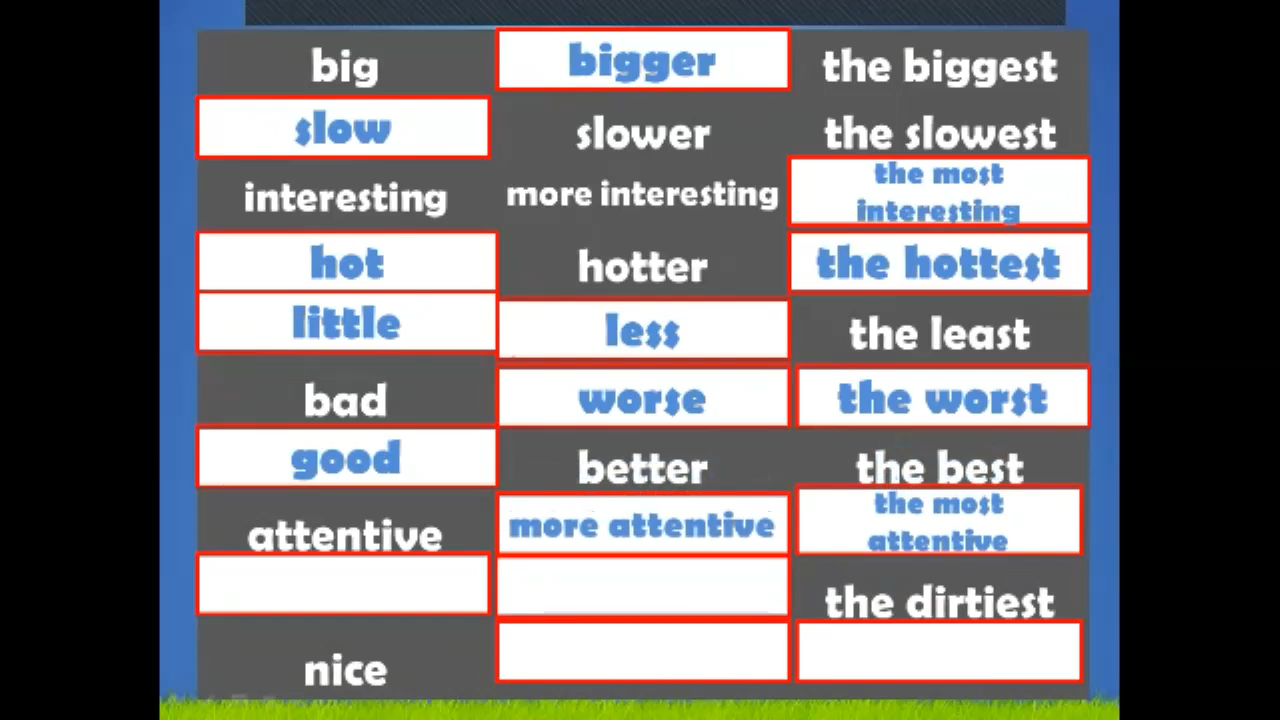 big bigger the biggest
slow slower the slowest
interesting more interesting the most
interesting
hot hotter the hottest
little less the least
bad worse the worst
good better the best
attentive more attentive the most
attentive
the dirtiest
nice